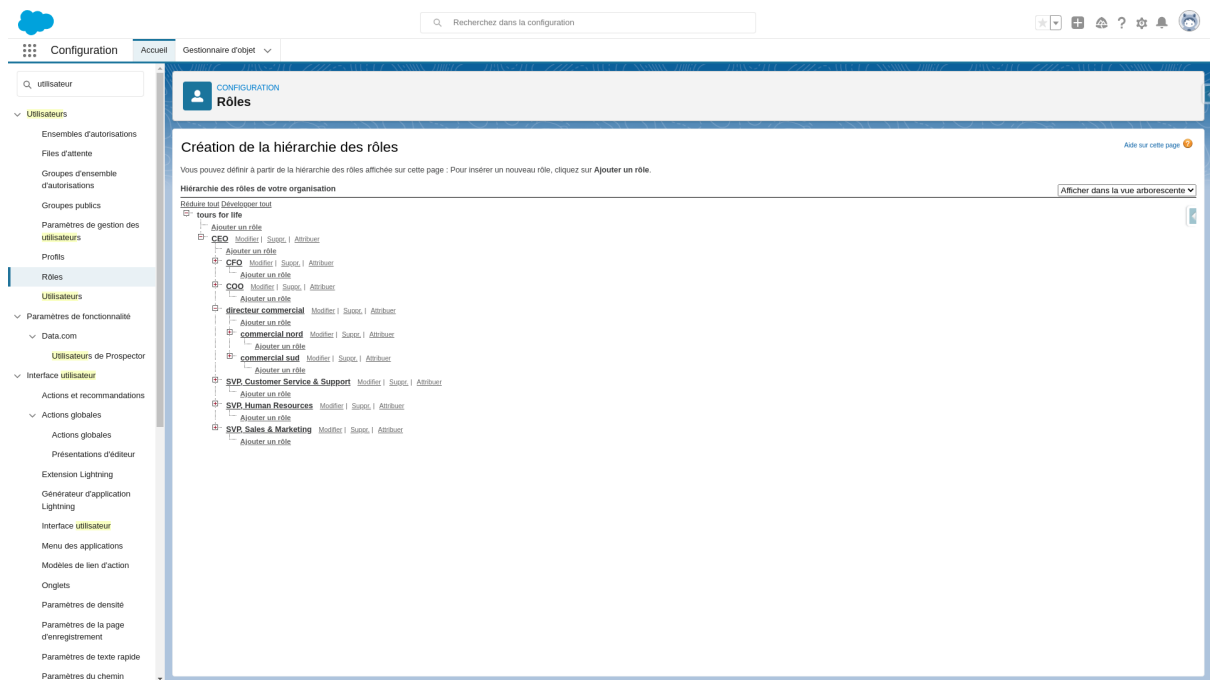 Recherchez dans la configuration
Configuration
Accueil
Gestionnaire d'objet
utilisateur
Utilisateurs
Ensembles d'autorisations
Files d'attente
Groupes d'ensemble
d'autorisations
Groupes publics
Paramètres de gestion des
utilisateurs
Profils
Rôles
Utilisateurs
Paramètres de fonctionnalité
Data.com
Utilisateurs de Prospector
Interface utilisateur
Actions et recommandations
Actions globales
Actions globales
Présentations d'éditeur
Extension Lightning
Générateur d'application
Lightning
Interface utilisateur
Menu des applications
Modèles de lien d'action
Onglets
Paramètres de densité
Paramètres de la page
d'enregistrement
Paramètres de texte rapide
Paramètres du chemin
CONFIGURATION
Rôles
Création de la hiérarchie des rôles
Aide sur cette page
Vous pouvez définir à partir de la hiérarchie des rôles affichée sur cette page : Pour insérer un nouveau rôle, cliquez sur Ajouter un rôle.
Hiérarchie des rôles de votre organisation
Afficher dans la vue arborescente
Réduire tout Développer tout
tours for life
Ajouter un rôle
CEO Modifier | Suppr. | Attribuer
Ajouter un rôle
CFO Modifier | Suppr. | Attribuer
Ajouter un rôle
COO Modifier | Suppr. | Attribuer
Ajouter un rôle
directeur commercial Modifier | Suppr. | Attribuer
Ajouter un rôle
commercial nord Modifier | Suppr. | Attribuer
Ajouter un rôle
commercial sud Modifier | Suppr. | Attribuer
Ajouter un rôle
SVP, Customer Service & Support Modifier | Suppr. | Attribuer
Ajouter un rôle
SVP, Human Resources Modifier | Suppr. | Attribuer
Ajouter un rôle
SVP, Sales & Marketing Modifier | Suppr. | Attribuer
Ajouter un rôle